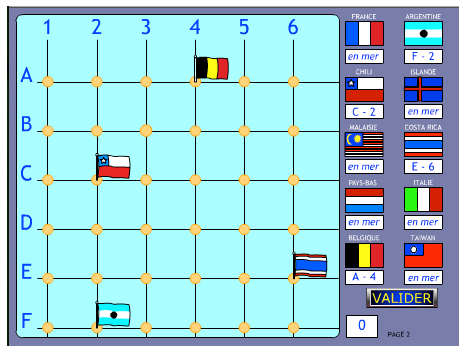 1 2 3 4 5 6
A
B
C
D
E
F
FRANCE ARGENTINE
en mer F - 2
CHILI ISLANDE
C - 2 en mer
MALAISIE COSTA RICA
en mer E - 6
PAYS-BAS ITALIE
en mer en mer
BELGIQUE TAIWAN
A - 4 en mer
VALIDER
0
PAGE 2